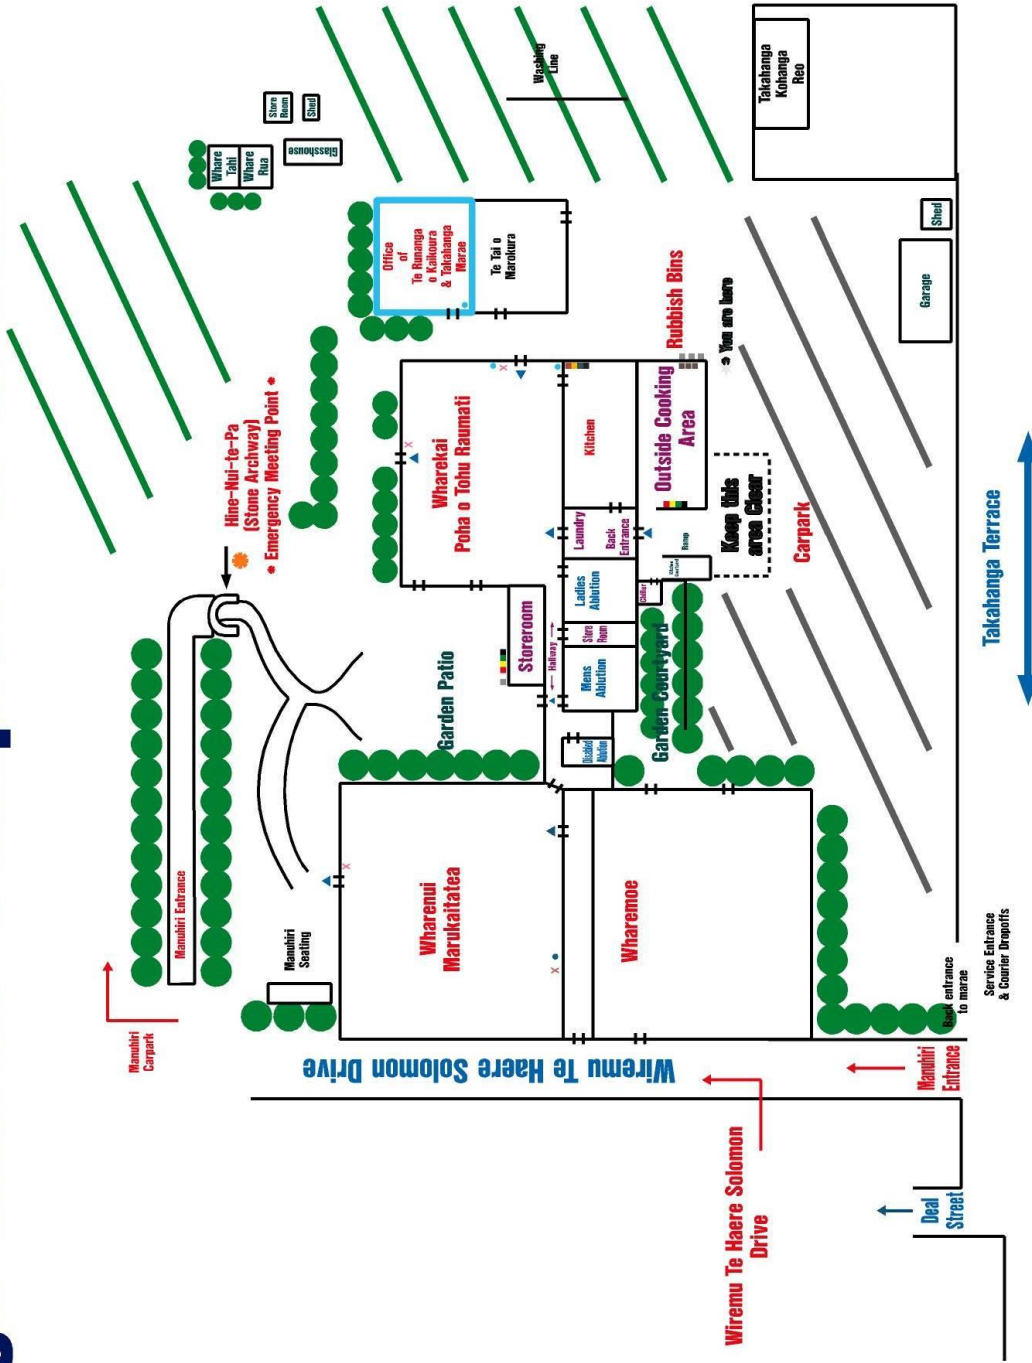 Manuhiri
Carpark
Manuhiri Entrance
Hine-Nui-te-Pa
(Stone Archway)
* Emergency Meeting Point *
Whare
Tahi
Whare
Rua
Store
Room
Shed
Glasshouse
Manuhiri
Seating
Office
of
Te Runanga
o Kaikoura
& Takahanga
Marae
Te Tai o
Marokura
Washing
Line
Wharenui
Marukaitatea
Garden Patio
Wharekai
Poha o Tohu Raumati
Storeroom
Hallway
Wiremu Te Haere Solomon Drive
Wharemoe
Disabled
Ablution
Mens
Ablution
Store
Room
Ladies
Ablution
Laundry
Back
Entrance
Kitchen
Chiller
Garden Courtyard
Ramp
Outside Cooking
Area
Rubbish Bins
You are here
Keep this
area Clear
Carpark
Takahanga
Kohanga
Reo
Shed
Garage
Wiremu Te Haere Solomon
Drive
Deal
Street
Manuhiri
Entrance
Back entrance
to marae
Service Entrance
& Courier Dropoffs
Takahanga Terrace